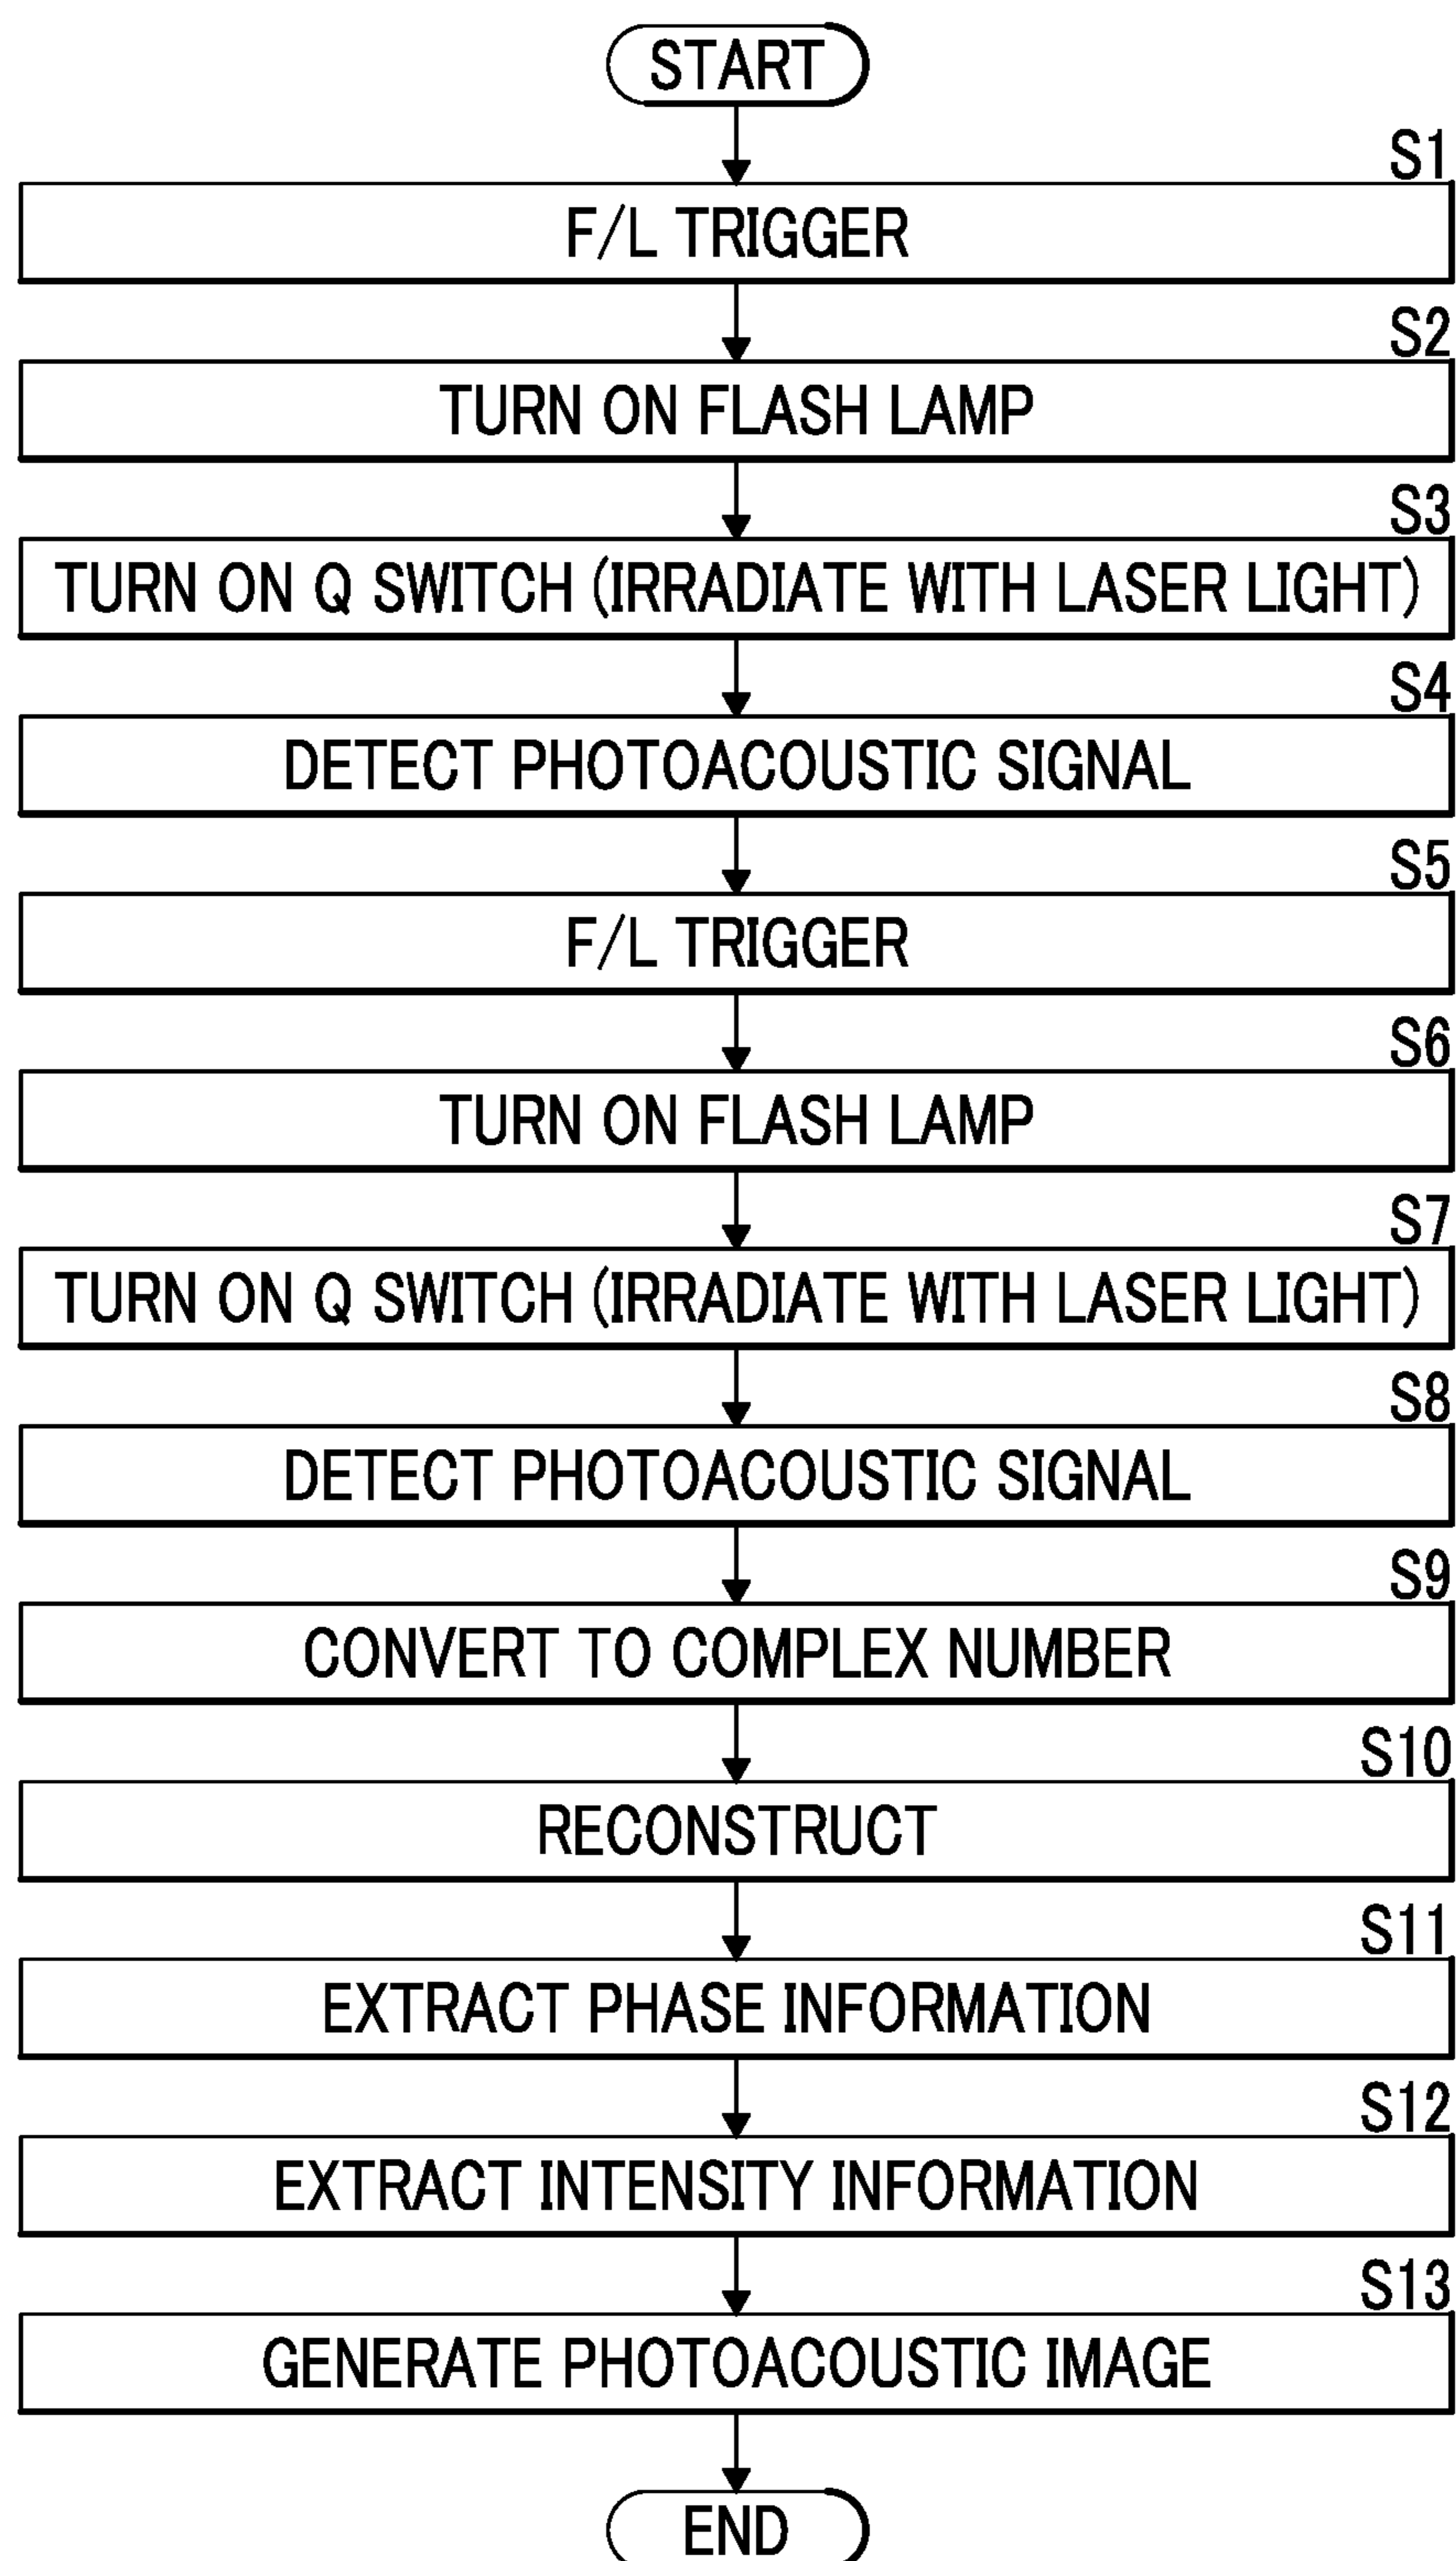 START
S1
F/L TRIGGER
S2
TURN ON FLASH LAMP
S3
TURN ON Q SWITCH (IRRADIATE WITH LASER LIGHT)
S4
DETECT PHOTOACOUSTIC SIGNAL
S5
F/L TRIGGER
S6
TURN ON FLASH LAMP
S7
TURN ON Q SWITCH (IRRADIATE WITH LASER LIGHT)
S8
DETECT PHOTOACOUSTIC SIGNAL
S9
CONVERT TO COMPLEX NUMBER
S10
RECONSTRUCT
S11
EXTRACT PHASE INFORMATION
S12
EXTRACT INTENSITY INFORMATION
S13
GENERATE PHOTOACOUSTIC IMAGE
END